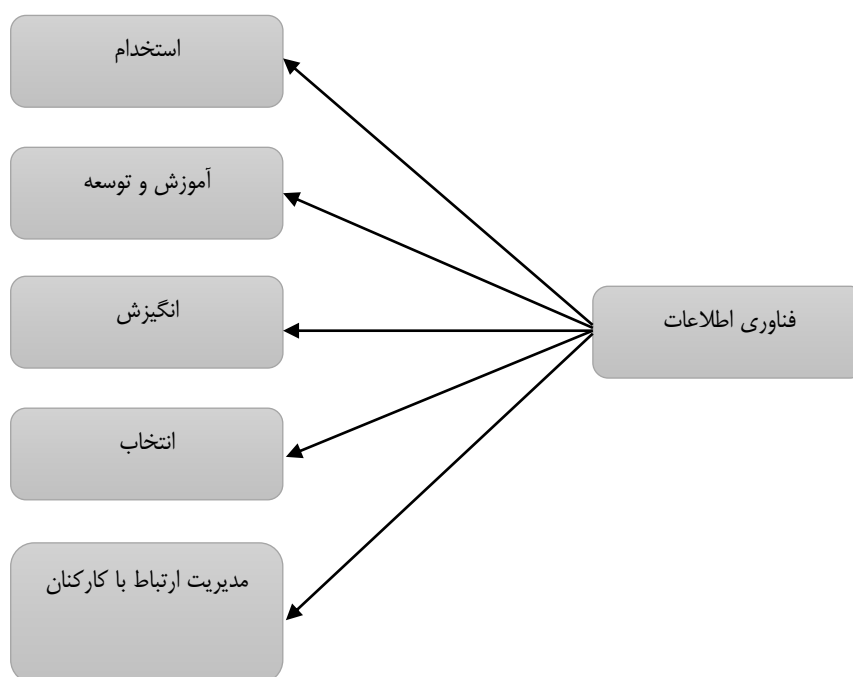 استخدام
آموزش و توسعه
انگیزش
فناوری اطلاعات
انتخاب
مدیریت ارتباط با کارکنان